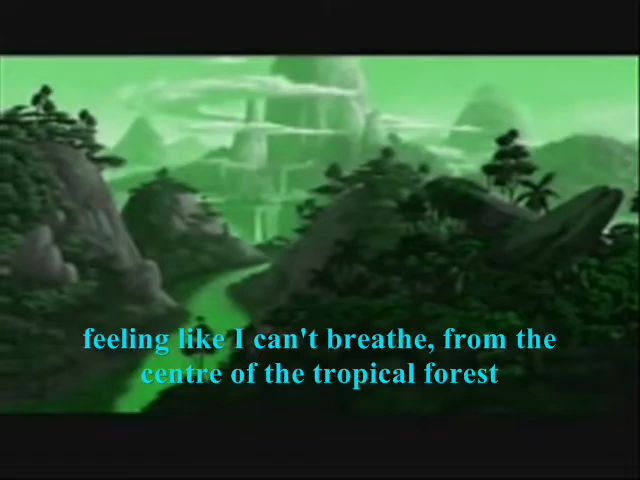 feeling like I can't breathe, from the
centre of the tropical forest